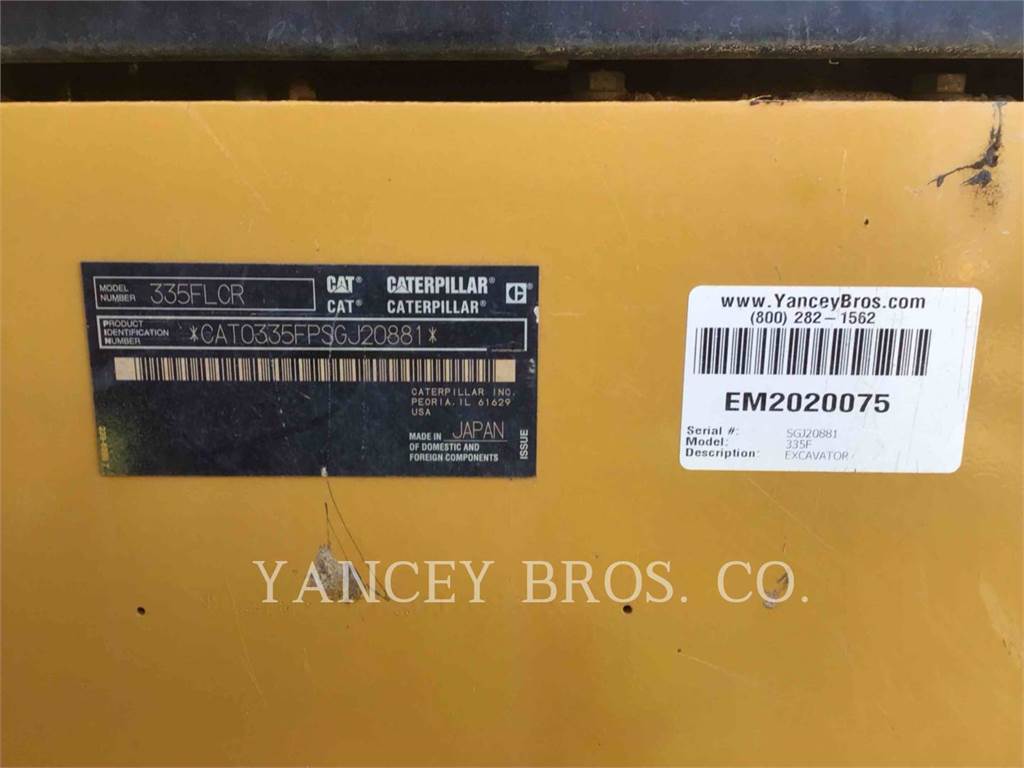 MODEL NUMBER 335FLCR
CAT® CATERPILLAR®
CAT® CATERPILLAR®
PRODUCT IDENTIFICATION NUMBER *CAT0335FPSGJ20881*
CATERPILLAR INC.
PEORIA, IL 61629
USA
MADE IN JAPAN
OF DOMESTIC AND
FOREIGN COMPONENTS
ISSUE
www.YanceyBros.com
(800) 282-1562
EM2020075
Serial #: SGJ20881
Model: 335F
Description: EXCAVATOR
YANCEY BROS. CO.